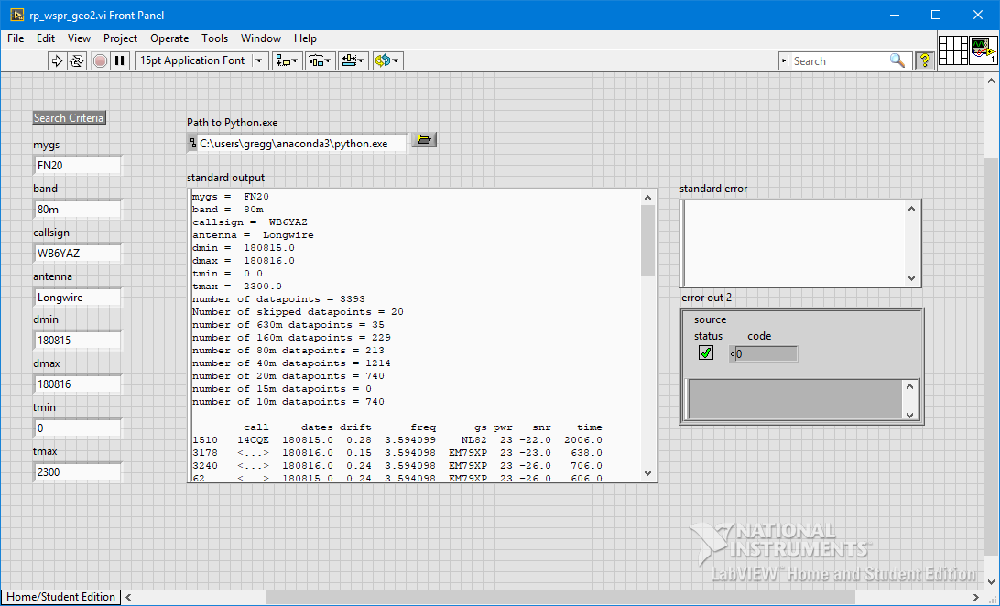 rp_wspr_geo2.vi Front Panel
File Edit View Project Operate Tools Window Help
15pt Application Font
Search
?
1
Search Criteria
mygs
FN20
band
80m
callsign
WB6YAZ
antenna
Longwire
dmin
180815
dmax
180816
tmin
0
tmax
2300
Path to Python.exe
C:\users\gregg\anaconda3\python.exe
standard output
mygs = FN20
band = 80m
callsign = WB6YAZ
antenna = Longwire
dmin = 180815.0
dmax = 180816.0
tmin = 0.0
tmax = 2300.0
number of datapoints = 3393
Number of skipped datapoints = 20
number of 630m datapoints = 35
number of 160m datapoints = 229
number of 80m datapoints = 213
number of 40m datapoints = 1214
number of 20m datapoints = 740
number of 15m datapoints = 0
number of 10m datapoints = 740
call dates drift freq gs pwr snr time
1510 14CQE 180815.0 0.28 3.594099 NL82 23 -22.0 2006.0
3178 <...> 180816.0 0.15 3.594098 EM79XP 23 -23.0 638.0
3240 <...> 180816.0 0.24 3.594098 EM79XP 23 -26.0 706.0
62 <...> 180815.0 0.24 3.594098 EM79XP 23 -26.0 606.0
standard error
error out 2
source
status code
d0
NATIONAL
INSTRUMENTS™
LabVIEW™ Home and Student Edition
Home/Student Edition